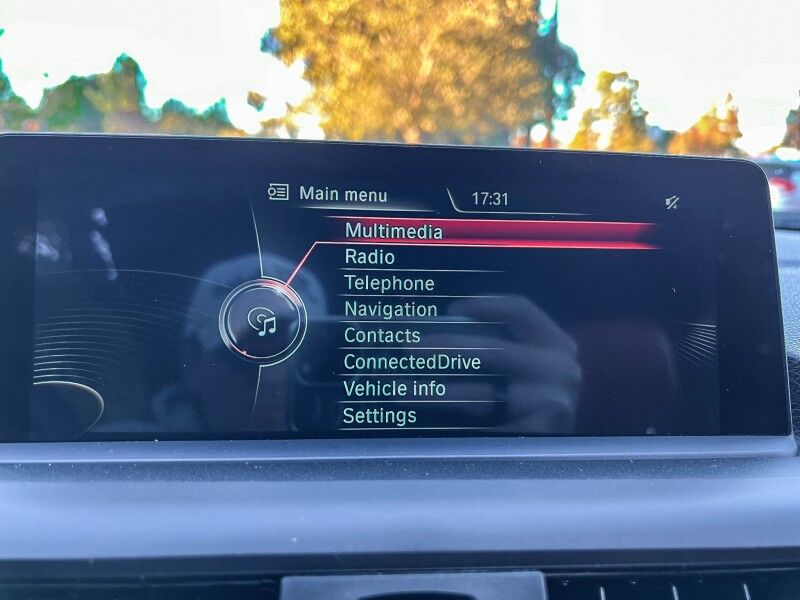 Main menu 17:31
Multimedia
Radio
Telephone
Navigation
Contacts
ConnectedDrive
Vehicle info
Settings